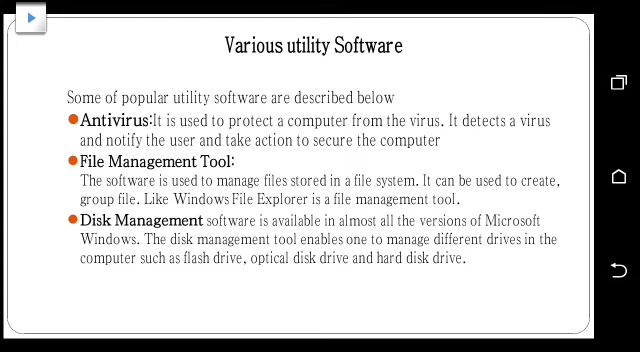 Various utility Software
Some of popular utility software are described below
Antivirus:It is used to protect a computer from the virus. It detects a virus
and notify the user and take action to secure the computer
File Management Tool:
The software is used to manage files stored in a file system. It can be used to create,
group file. Like Windows File Explorer is a file management tool.
Disk Management software is available in almost all the versions of Microsoft
Windows. The disk management tool enables one to manage different drives in the
computer such as flash drive, optical disk drive and hard disk drive.